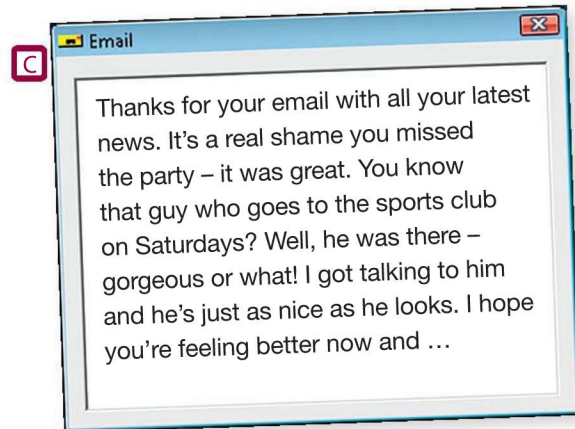 Email
C
Thanks for your email with all your latest
news. It's a real shame you missed
the party – it was great. You know
that guy who goes to the sports club
on Saturdays? Well, he was there –
gorgeous or what! I got talking to him
and he's just as nice as he looks. I hope
you're feeling better now and …